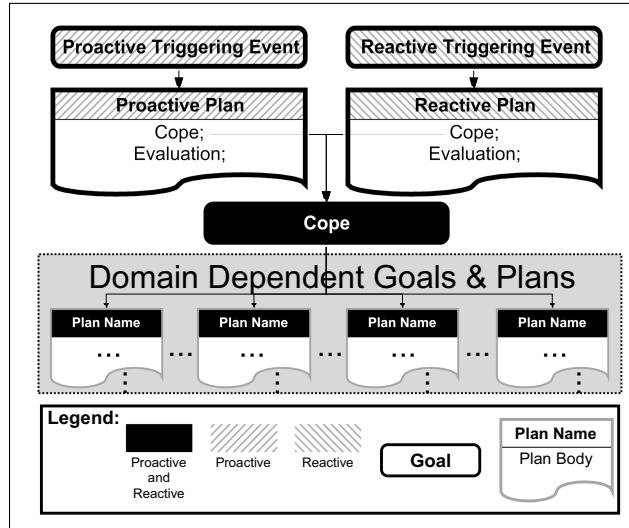 Proactive Triggering Event
Reactive Triggering Event
Proactive Plan
Cope;
Evaluation;
Reactive Plan
Cope;
Evaluation;
Cope
Domain Dependent Goals & Plans
Plan Name
...
...
Plan Name
...
...
Plan Name
...
...
Plan Name
...
Legend:
Proactive
and
Reactive
Proactive
Reactive
Goal
Plan Name
Plan Body